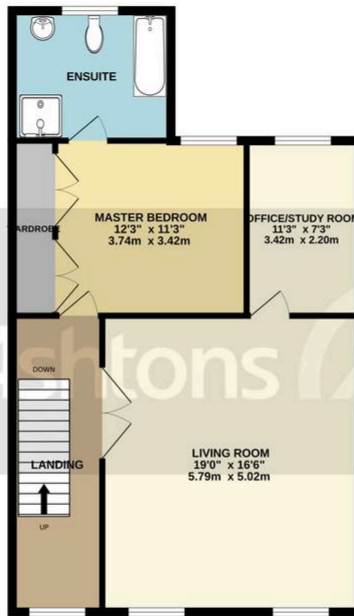 ENSUITE
MASTER BEDROOM
12'3" x 11'3"
3.74m x 3.42m
OFFICE/STUDY ROOM
11'3" x 7'3"
3.42m x 2.20m
WARDROBE
DOWN
shtons
LANDING
LIVING ROOM
19'0" x 16'6"
5.79m x 5.02m
UP